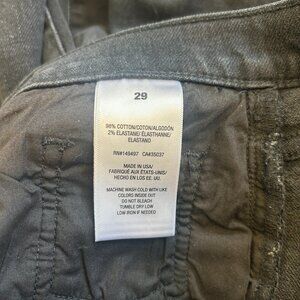 29
98% COTTON/COTON/ALGODÓN
2% ELASTANE/ÉLASTHANNE/
ELASTANO
RN#149497 CA#35037
MADE IN USA/
FABRIQUÉ AUX ÉTATS-UNIS/
HECHO EN LOS EE. UU.
MACHINE WASH COLD WITH LIKE
COLORS INSIDE OUT
DO NOT BLEACH
TUMBLE DRY LOW
LOW IRON IF NEEDED